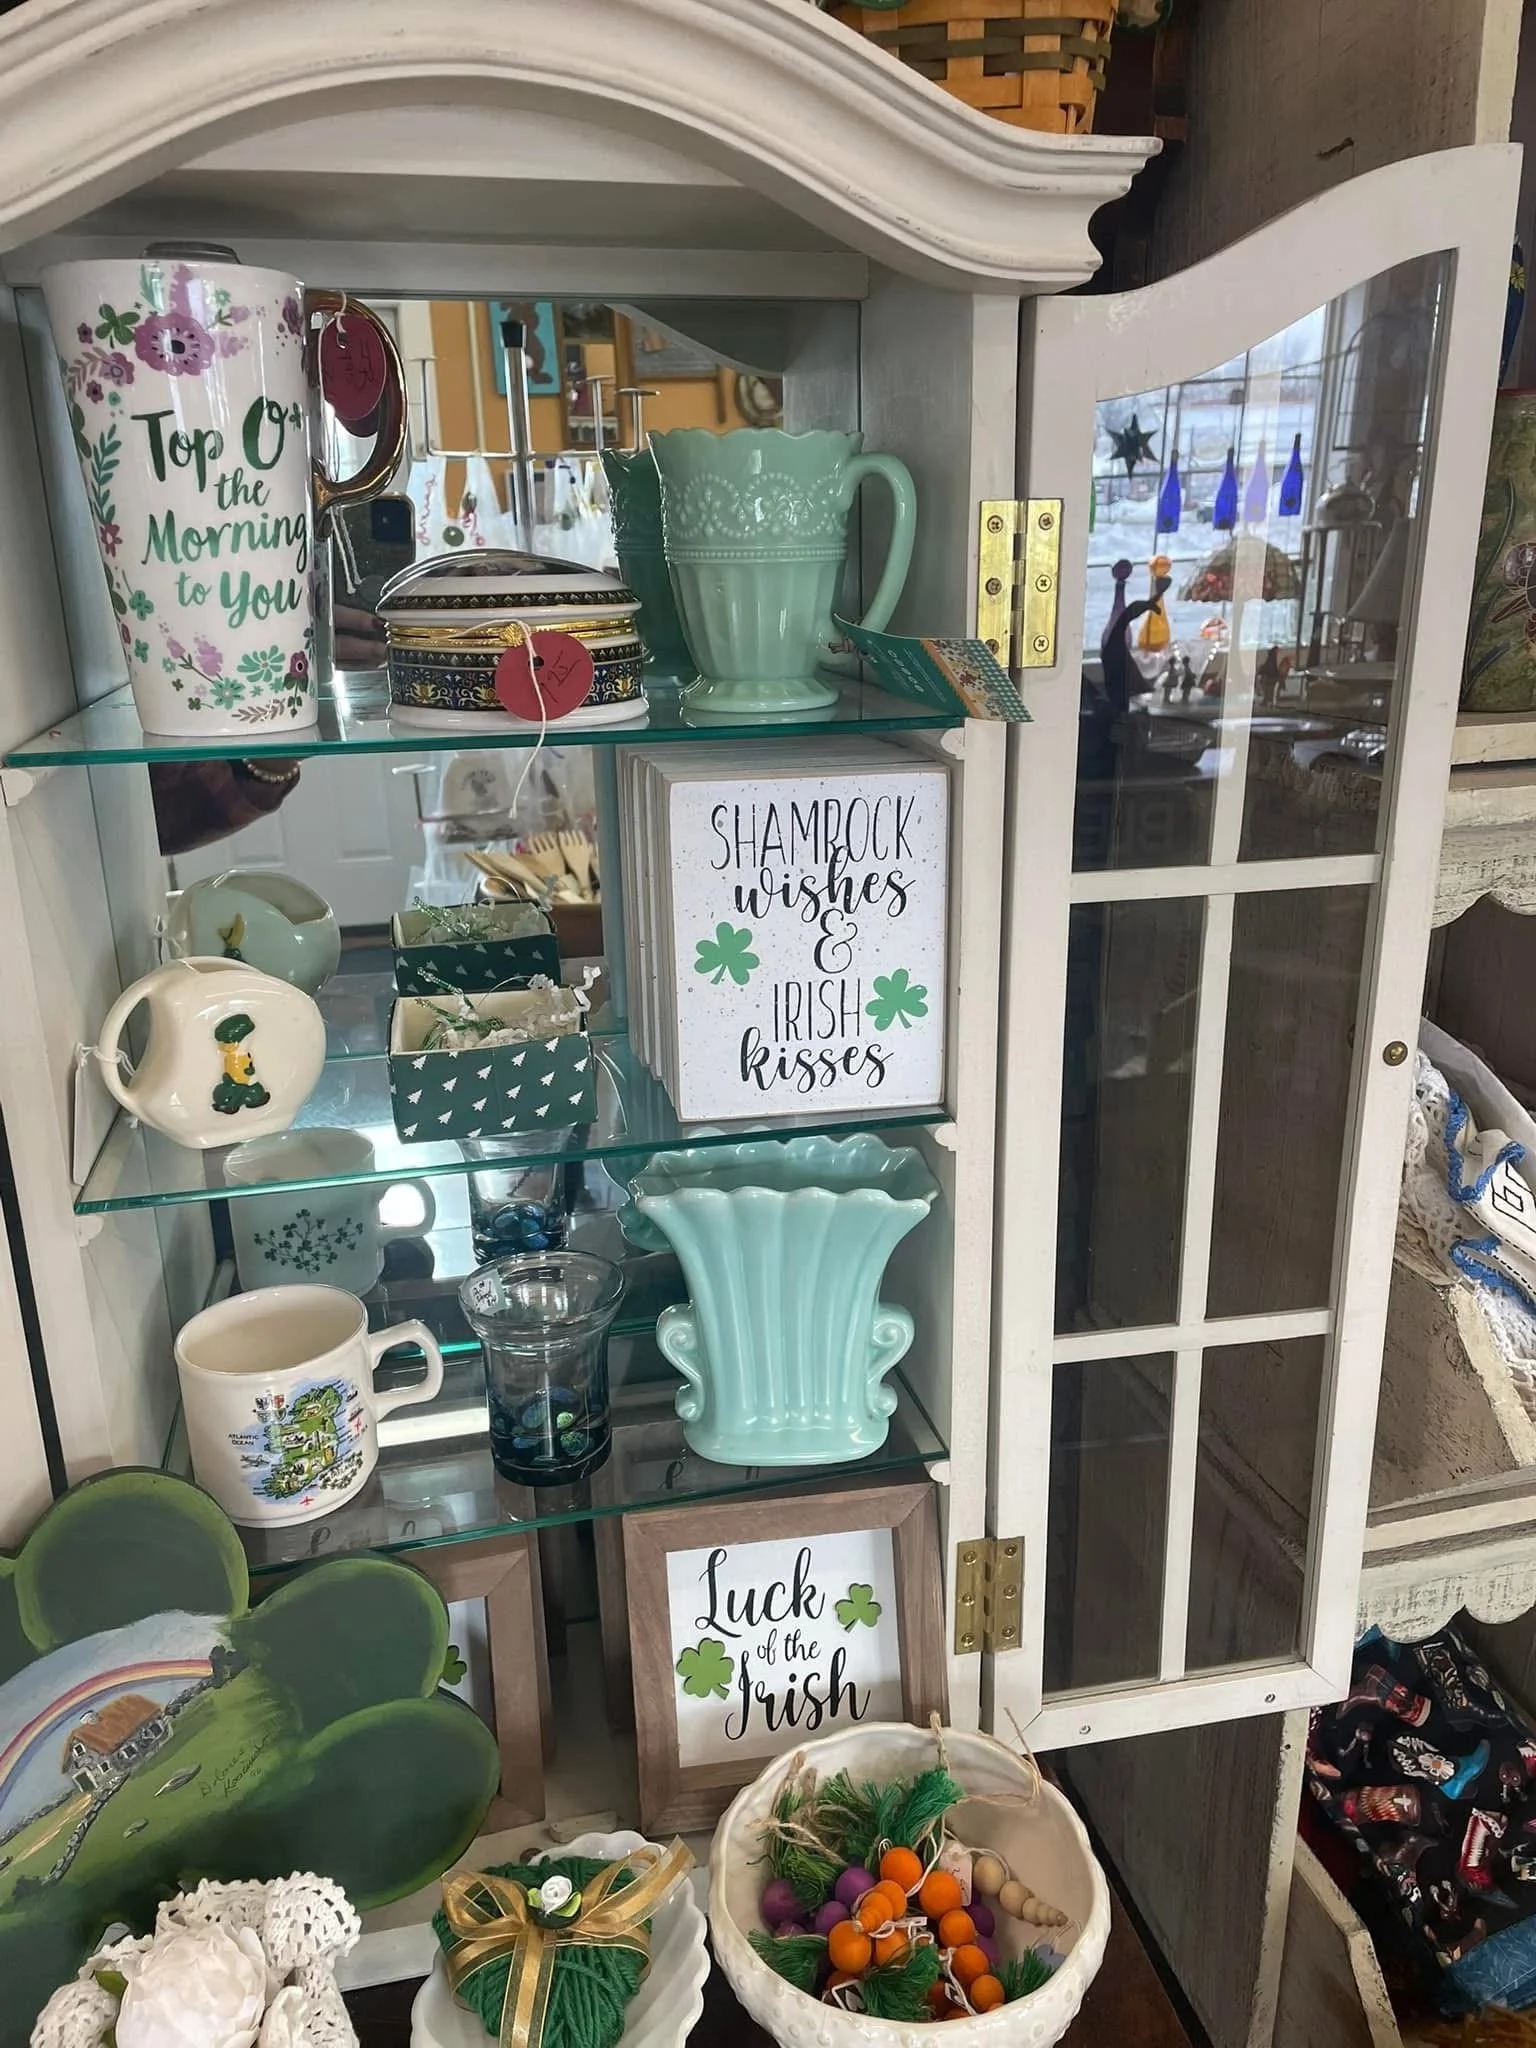 Top O'
the
Morning
to You
SHAMROCK
wishes
&
IRISH
kisses
ATLANTIC
OCEAN
Luck
of the
Irish